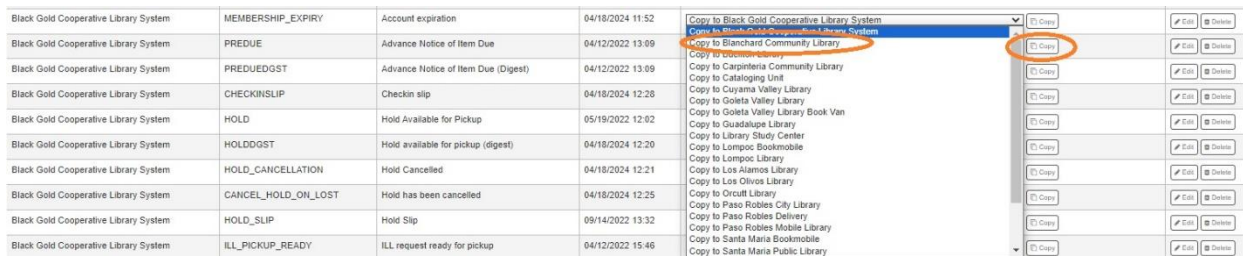 Black Gold Cooperative Library System MEMBERSHIP_EXPIRY Account expiration 04/18/2024 11:52 Copy to Black Gold Cooperative Library System Copy Edit Delete
Copy to Black Gold Cooperative Library System
Black Gold Cooperative Library System PREDUE Advance Notice of Item Due 04/12/2022 13:09 Copy to Blanchard Community Library Copy Edit Delete
Copy to Library
Black Gold Cooperative Library System PREDUEDGST Advance Notice of Item Due (Digest) 04/12/2022 13:09 Copy to Carpinteria Community Library Copy Edit Delete
Copy to Cataloging Unit
Black Gold Cooperative Library System CHECKINSLIP Checkin slip 04/18/2024 12:28 Copy to Cuyama Valley Library Copy Edit Delete
Copy to Goleta Valley Library
Copy to Goleta Valley Library Book Van
Black Gold Cooperative Library System HOLD Hold Available for Pickup 05/19/2022 12:02 Copy to Guadalupe Library Copy Edit Delete
Copy to Library Study Center
Black Gold Cooperative Library System HOLDDGST Hold available for pickup (digest) 04/18/2024 12:20 Copy to Lompoc Bookmobile Copy Edit Delete
Copy to Lompoc Library
Black Gold Cooperative Library System HOLD_CANCELLATION Hold Cancelled 04/18/2024 12:21 Copy to Los Alamos Library Copy Edit Delete
Copy to Los Olivos Library
Black Gold Cooperative Library System CANCEL_HOLD_ON_LOST Hold has been cancelled 04/18/2024 12:25 Copy to Orcutt Library Copy Edit Delete
Copy to Paso Robles City Library
Copy to Paso Robles Delivery
Black Gold Cooperative Library System HOLD_SLIP Hold Slip 09/14/2022 13:32 Copy to Paso Robles Mobile Library Copy Edit Delete
Copy to Santa Maria Bookmobile
Black Gold Cooperative Library System ILL_PICKUP_READY ILL request ready for pickup 04/12/2022 15:46 Copy to Santa Maria Public Library Copy Edit Delete